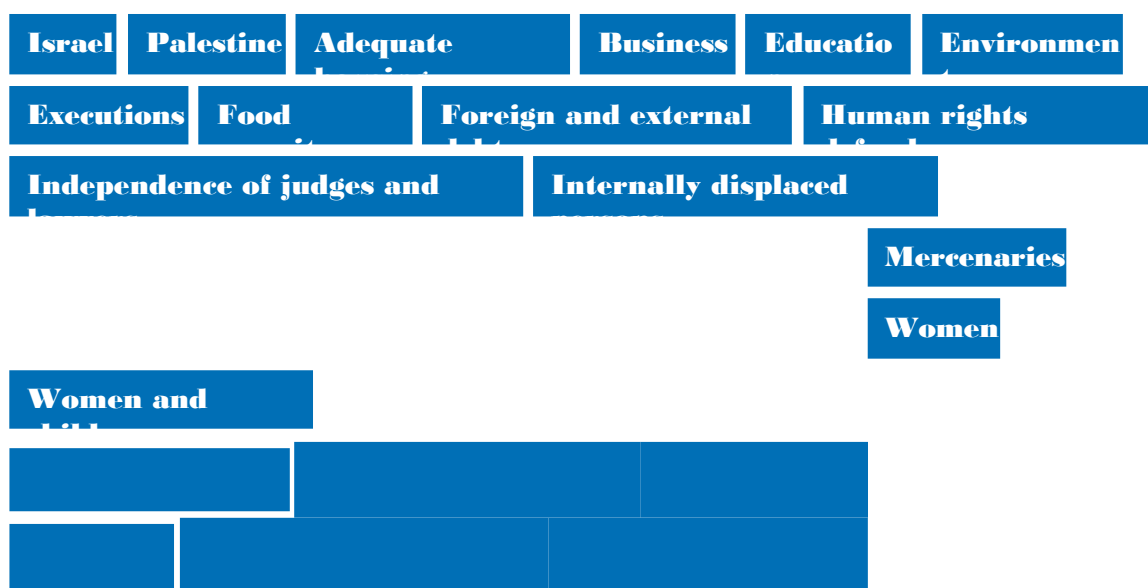 Israel Palestine Adequate Business Educatio Environmen
Executions Food Foreign and external Human rights
Independence of judges and Internally displaced
Mercenaries
Women
Women and